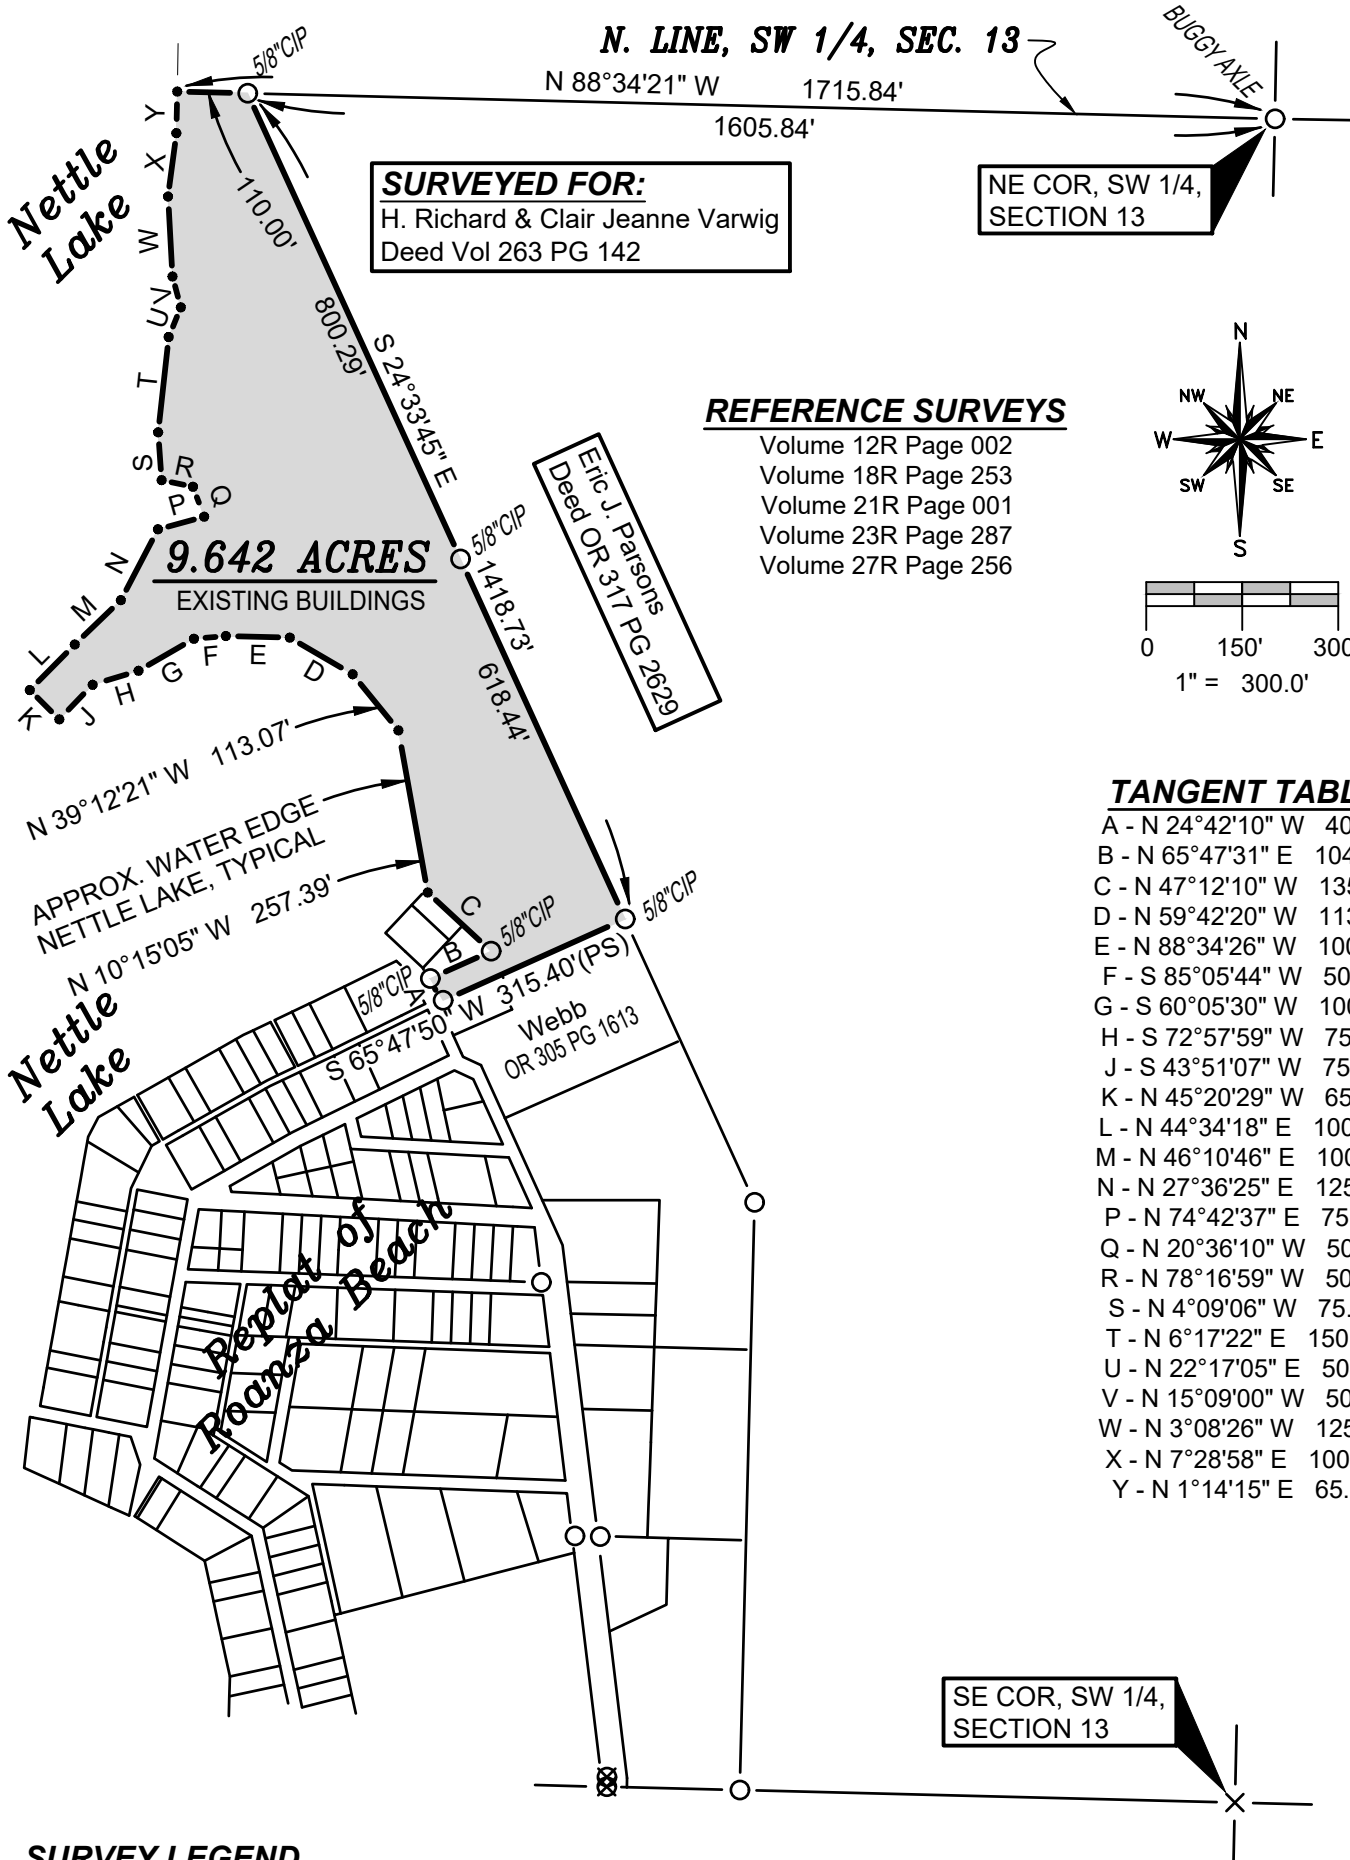 5/8"CIP
N. LINE, SW 1/4, SEC. 13
BUGGY AXLE
N 88°34'21" W 1715.84'
1605.84'
Nettle
Lake
Y
X
W
V
U
T
S
R
Q
P
N
M
L
K
J
H
G
F
E
D
110.00'
SURVEYED FOR:
H. Richard & Clair Jeanne Varwig
Deed Vol 263 PG 142
NE COR, SW 1/4,
SECTION 13
800.29'
S 24°33'45" E
REFERENCE SURVEYS
Volume 12R Page 002
Volume 18R Page 253
Volume 21R Page 001
Volume 23R Page 287
Volume 27R Page 256
N
NW NE
W E
SW SE
S
Eric J. Parsons
Deed OR 317 PG 2629
5/8"CIP
1418.73'
618.44'
9.642 ACRES
EXISTING BUILDINGS
0 150'
1" = 300.0'
N 39°12'21" W 113.07'
APPROX. WATER EDGE
NETTLE LAKE, TYPICAL
N 10°15'05" W 257.39'
C
B
A
5/8"CIP
5/8"CIP
5/8"CIP
S 65°47'50" W 315.40'(PS)
Webb
OR 305 PG 1613
Nettle
Lake
Replat of
Roanza Beach
TANGENT
A - N 24°42'10" W
B - N 65°47'31" E
C - N 47°12'10" W
D - N 59°42'20" W
E - N 88°34'26" W
F - S 85°05'44" W
G - S 60°05'30" W
H - S 72°57'59" W
J - S 43°51'07" W
K - N 45°20'29" W
L - N 44°34'18" E
M - N 46°10'46" E
N - N 27°36'25" E
P - N 74°42'37" E
Q - N 20°36'10" W
R - N 78°16'59" W
S - N 4°09'06" W
T - N 6°17'22" E
U - N 22°17'05" E
V - N 15°09'00" W
W - N 3°08'26" W
X - N 7°28'58" E
Y - N 1°14'15" E
SE COR, SW 1/4,
SECTION 13
SURVEY LEGEND